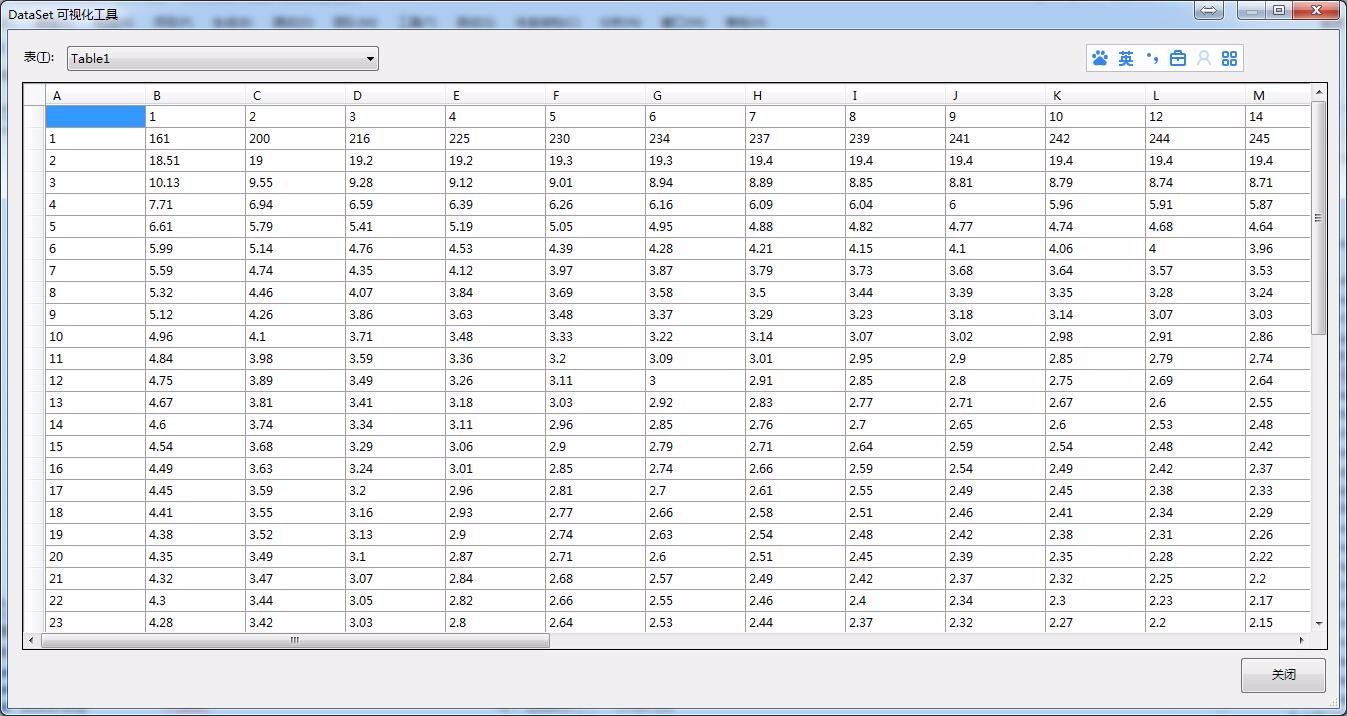 DataSet 可视化工具
表(T): Table1 英
A B C D E F G H I J K L M
1 2 3 4 5 6 7 8 9 10 12 14
1 161 200 216 225 230 234 237 239 241 242 244 245
2 18.51 19 19.2 19.2 19.3 19.3 19.4 19.4 19.4 19.4 19.4 19.4
3 10.13 9.55 9.28 9.12 9.01 8.94 8.89 8.85 8.81 8.79 8.74 8.71
4 7.71 6.94 6.59 6.39 6.26 6.16 6.09 6.04 6 5.96 5.91 5.87
5 6.61 5.79 5.41 5.19 5.05 4.95 4.88 4.82 4.77 4.74 4.68 4.64
6 5.99 5.14 4.76 4.53 4.39 4.28 4.21 4.15 4.1 4.06 4 3.96
7 5.59 4.74 4.35 4.12 3.97 3.87 3.79 3.73 3.68 3.64 3.57 3.53
8 5.32 4.46 4.07 3.84 3.69 3.58 3.5 3.44 3.39 3.35 3.28 3.24
9 5.12 4.26 3.86 3.63 3.48 3.37 3.29 3.23 3.18 3.14 3.07 3.03
10 4.96 4.1 3.71 3.48 3.33 3.22 3.14 3.07 3.02 2.98 2.91 2.86
11 4.84 3.98 3.59 3.36 3.2 3.09 3.01 2.95 2.9 2.85 2.79 2.74
12 4.75 3.89 3.49 3.26 3.11 3 2.91 2.85 2.8 2.75 2.69 2.64
13 4.67 3.81 3.41 3.18 3.03 2.92 2.83 2.77 2.71 2.67 2.6 2.55
14 4.6 3.74 3.34 3.11 2.96 2.85 2.76 2.7 2.65 2.6 2.53 2.48
15 4.54 3.68 3.29 3.06 2.9 2.79 2.71 2.64 2.59 2.54 2.48 2.42
16 4.49 3.63 3.24 3.01 2.85 2.74 2.66 2.59 2.54 2.49 2.42 2.37
17 4.45 3.59 3.2 2.96 2.81 2.7 2.61 2.55 2.49 2.45 2.38 2.33
18 4.41 3.55 3.16 2.93 2.77 2.66 2.58 2.51 2.46 2.41 2.34 2.29
19 4.38 3.52 3.13 2.9 2.74 2.63 2.54 2.48 2.42 2.38 2.31 2.26
20 4.35 3.49 3.1 2.87 2.71 2.6 2.51 2.45 2.39 2.35 2.28 2.22
21 4.32 3.47 3.07 2.84 2.68 2.57 2.49 2.42 2.37 2.32 2.25 2.2
22 4.3 3.44 3.05 2.82 2.66 2.55 2.46 2.4 2.34 2.3 2.23 2.17
23 4.28 3.42 3.03 2.8 2.64 2.53 2.44 2.37 2.32 2.27 2.2 2.15
关闭